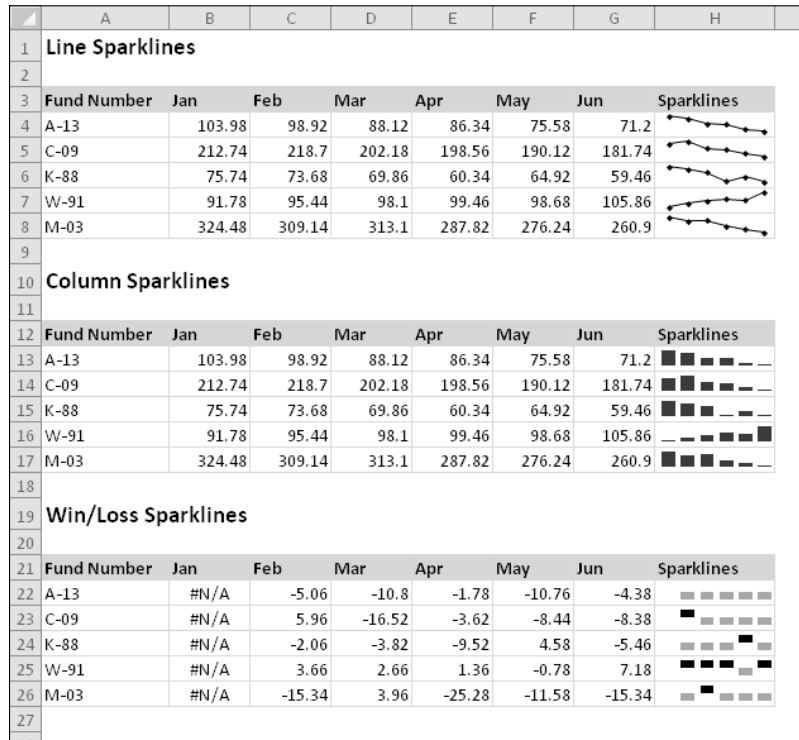 A B C D E F G H
1 Line Sparklines
2
3 Fund Number Jan Feb Mar Apr May Jun Sparklines
4 A-13 103.98 98.92 88.12 86.34 75.58 71.2
5 C-09 212.74 218.7 202.18 198.56 190.12 181.74
6 K-88 75.74 73.68 69.86 60.34 64.92 59.46
7 W-91 91.78 95.44 98.1 99.46 98.68 105.86
8 M-03 324.48 309.14 313.1 287.82 276.24 260.9
9
10 Column Sparklines
11
12 Fund Number Jan Feb Mar Apr May Jun Sparklines
13 A-13 103.98 98.92 88.12 86.34 75.58 71.2
14 C-09 212.74 218.7 202.18 198.56 190.12 181.74
15 K-88 75.74 73.68 69.86 60.34 64.92 59.46
16 W-91 91.78 95.44 98.1 99.46 98.68 105.86
17 M-03 324.48 309.14 313.1 287.82 276.24 260.9
18
19 Win/Loss Sparklines
20
21 Fund Number Jan Feb Mar Apr May Jun Sparklines
22 A-13 #N/A -5.06 -10.8 -1.78 -10.76 -4.38
23 C-09 #N/A 5.96 -16.52 -3.62 -8.44 -8.38
24 K-88 #N/A -2.06 -3.82 -9.52 4.58 -5.46
25 W-91 #N/A 3.66 2.66 1.36 -0.78 7.18
26 M-03 #N/A -15.34 3.96 -25.28 -11.58 -15.34
27